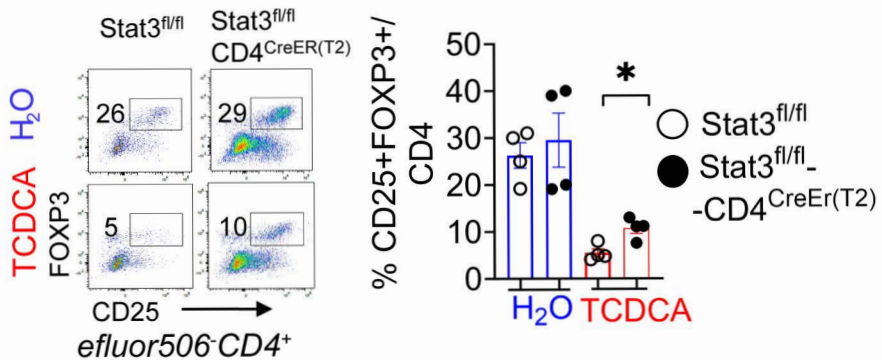 Stat3fl/fl
Stat3fl/fl
CD4CreER(T2)
H2O
TCDCA
26
29
5
10
FOXP3
CD25
efluor506-CD4+
% CD25+FOXP3+/
CD4
50
40
30
20
10
0
*
H2O
TCDCA
Stat3fl/fl
Stat3fl/fl-
-CD4CreEr(T2)